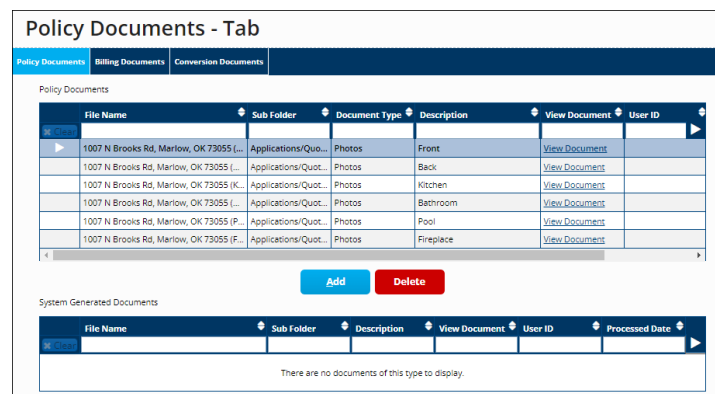 Policy Documents - Tab
Policy Documents Billing Documents Conversion Documents
Policy Documents
File Name Sub Folder Document Type Description View Document User ID
Clear
1007 N Brooks Rd, Marlow, OK 73055 (... Applications/Quo... Photos Front View Document
1007 N Brooks Rd, Marlow, OK 73055 (... Applications/Quot... Photos Back View Document
1007 N Brooks Rd, Marlow, OK 73055 (K... Applications/Quot... Photos Kitchen View Document
1007 N Brooks Rd, Marlow, OK 73055 (... Applications/Quot... Photos Bathroom View Document
1007 N Brooks Rd, Marlow, OK 73055 (P... Applications/Quot... Photos Pool View Document
1007 N Brooks Rd, Marlow, OK 73055 (F... Applications/Quot... Photos Fireplace View Document
Add Delete
System Generated Documents
File Name Sub Folder Description View Document User ID Processed Date
Clear
There are no documents of this type to display.